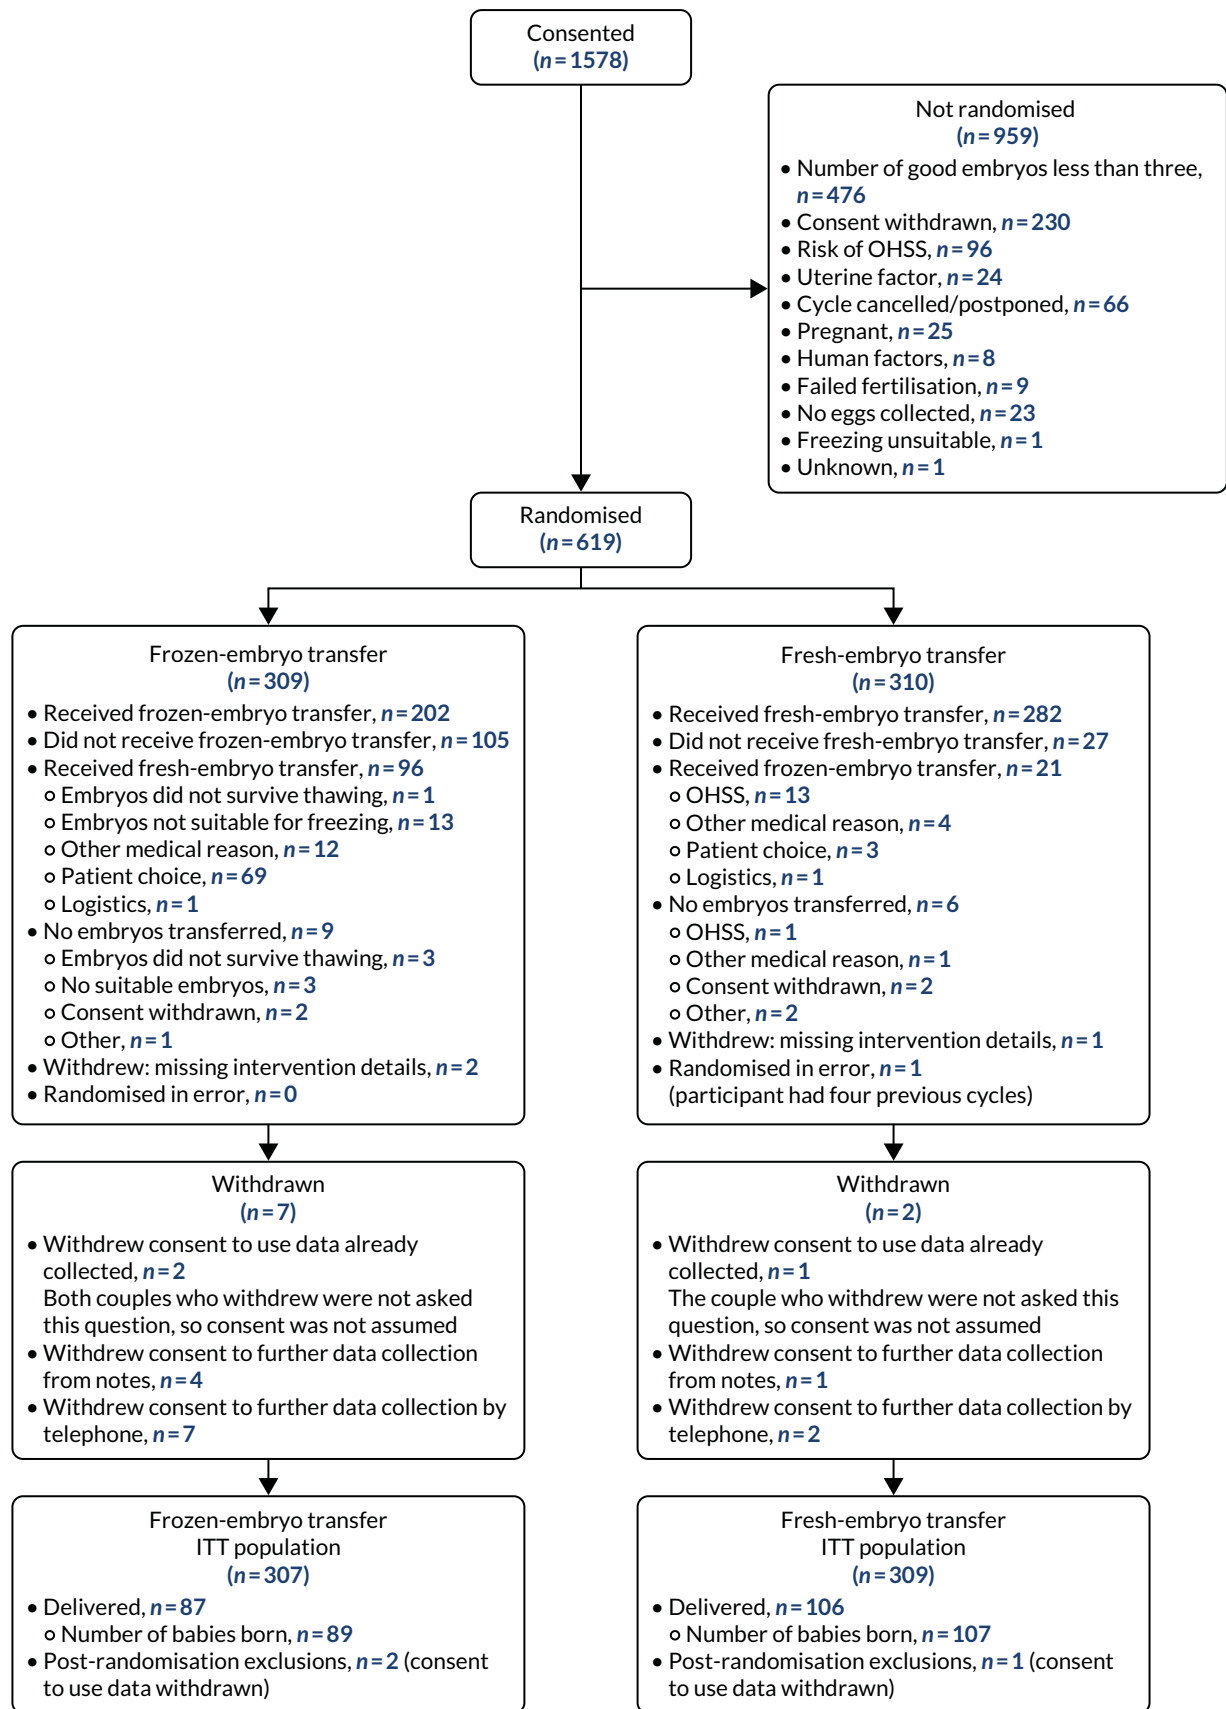 Consented
(n=1578)
Not randomised
(n=959)
• Number of good embryos less than three,
n=476
• Consent withdrawn, n=230
• Risk of OHSS, n=96
• Uterine factor, n=24
• Cycle cancelled/postponed, n=66
• Pregnant, n=25
• Human factors, n=8
• Failed fertilisation, n=9
• No eggs collected, n=23
• Freezing unsuitable, n=1
• Unknown, n=1
Randomised
(n=619)
Frozen-embryo transfer
(n=309)
• Received frozen-embryo transfer, n=202
• Did not receive frozen-embryo transfer, n=105
• Received fresh-embryo transfer, n=96
o Embryos did not survive thawing, n=1
o Embryos not suitable for freezing, n=13
o Other medical reason, n=12
o Patient choice, n=69
o Logistics, n=1
• No embryos transferred, n=9
o Embryos did not survive thawing, n=3
o No suitable embryos, n=3
o Consent withdrawn, n=2
o Other, n=1
• Withdrew: missing intervention details, n=2
• Randomised in error, n=0
Fresh-embryo transfer
(n=310)
• Received fresh-embryo transfer, n=282
• Did not receive fresh-embryo transfer, n=27
• Received frozen-embryo transfer, n=21
o OHSS, n=13
o Other medical reason, n=4
o Patient choice, n=3
o Logistics, n=1
• No embryos transferred, n=6
o OHSS, n=1
o Other medical reason, n=1
o Consent withdrawn, n=2
o Other, n=2
• Withdrew: missing intervention details, n=1
• Randomised in error, n=1
(participant had four previous cycles)
Withdrawn
(n=7)
• Withdrew consent to use data already
collected, n=2
Both couples who withdrew were not asked
this question, so consent was not assumed
• Withdrew consent to further data collection
from notes, n=4
• Withdrew consent to further data collection by
telephone, n=7
Withdrawn
(n=2)
• Withdrew consent to use data already
collected, n=1
The couple who withdrew were not asked this
question, so consent was not assumed
• Withdrew consent to further data collection
from notes, n=1
• Withdrew consent to further data collection by
telephone, n=2
Frozen-embryo transfer
ITT population
(n=307)
• Delivered, n=87
o Number of babies born, n=89
• Post-randomisation exclusions, n=2 (consent
to use data withdrawn)
Fresh-embryo transfer
ITT population
(n=309)
• Delivered, n=106
o Number of babies born, n=107
• Post-randomisation exclusions, n=1 (consent
to use data withdrawn)